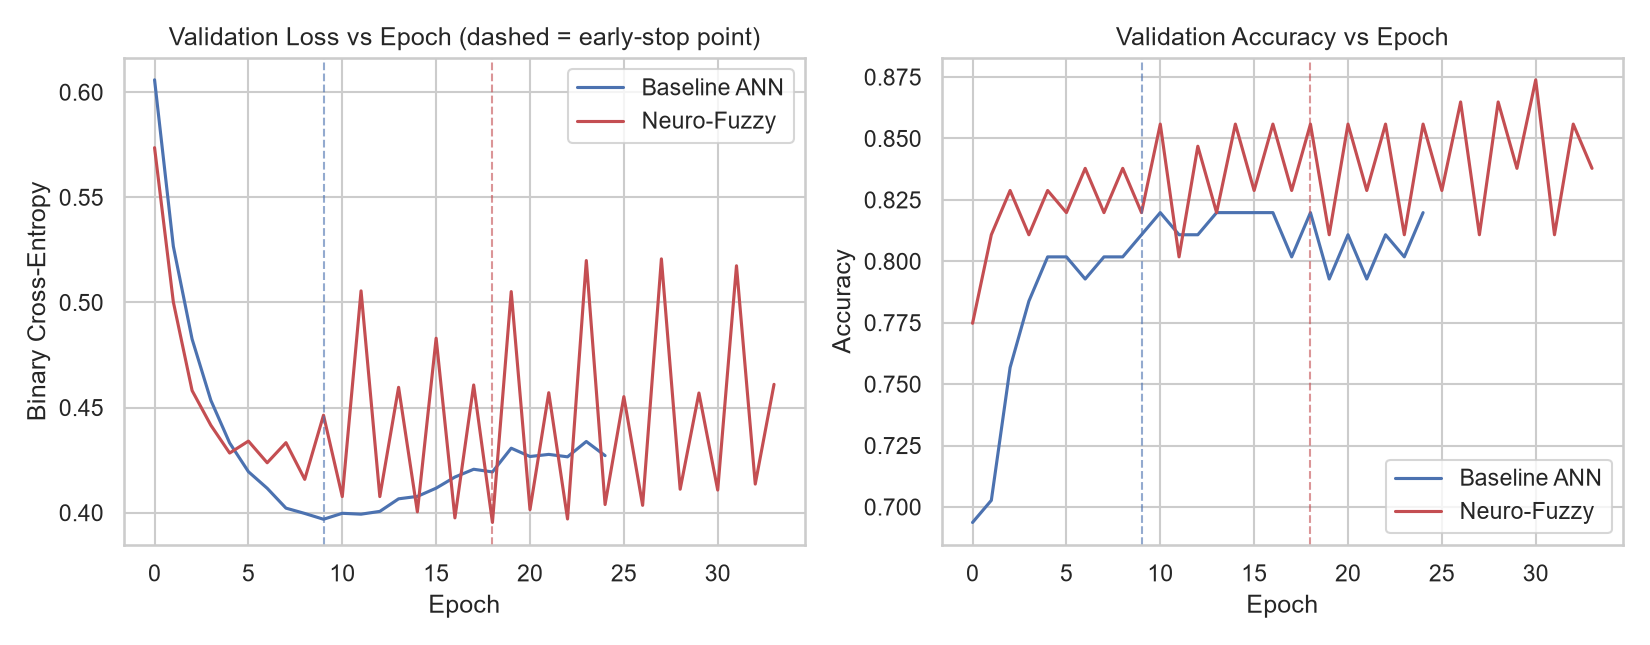 Validation Loss vs Epoch (dashed = early-stop point)
Binary Cross-Entropy
0.60
0.55
0.50
0.45
0.40
Baseline ANN
Neuro-Fuzzy
0 5 10 15 20 25 30
Epoch
Validation Accuracy vs Epoch
Accuracy
0.875
0.850
0.825
0.800
0.775
0.750
0.725
0.700
Baseline ANN
Neuro-Fuzzy
0 5 10 15 20 25 30
Epoch